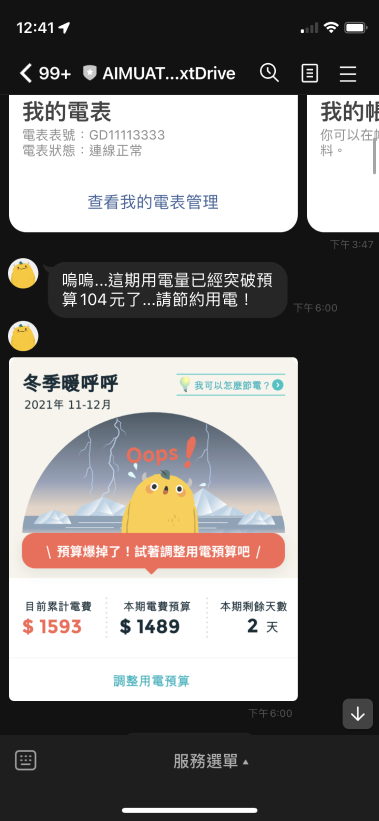 12:41
99+ AIMUAT...xtDrive
我的電表
電表表號：GD11113333
電表狀態：連線正常
查看我的電表管理
我的帳
你可以在
料。
下午3:47
嗚嗚...這期用電量已經突破預
算104元了...請節約用電！
下午6:00
冬季暖呼呼
我可以怎麼節電？
2021年 11-12月
Oops!
\ 預算爆掉了！試著調整用電預算吧 /
目前累計電費 本期電費預算 本期剩餘天數
$ 1593 $ 1489 2 天
調整用電預算
下午6:00
服務選單